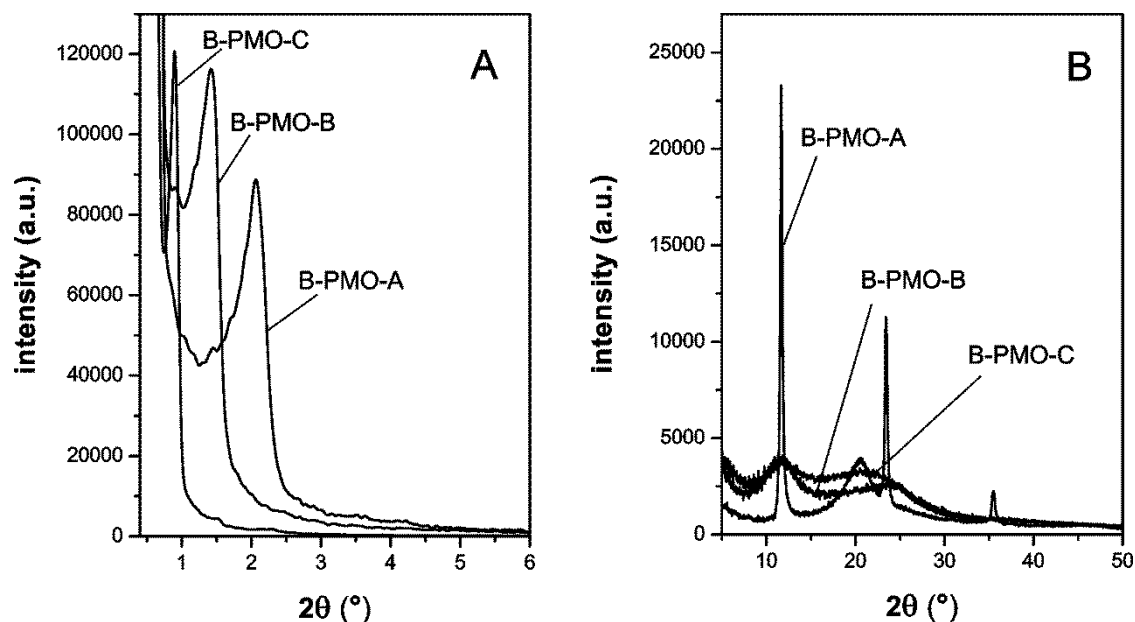 A
B-PMO-C
B-PMO-B
B-PMO-A
intensity (a.u.)
120000
100000
80000
60000
40000
20000
0
1
2
3
4
5
6
2θ (°)
B
B-PMO-A
B-PMO-B
B-PMO-C
intensity (a.u.)
25000
20000
15000
10000
5000
0
10
20
30
40
50
2θ (°)